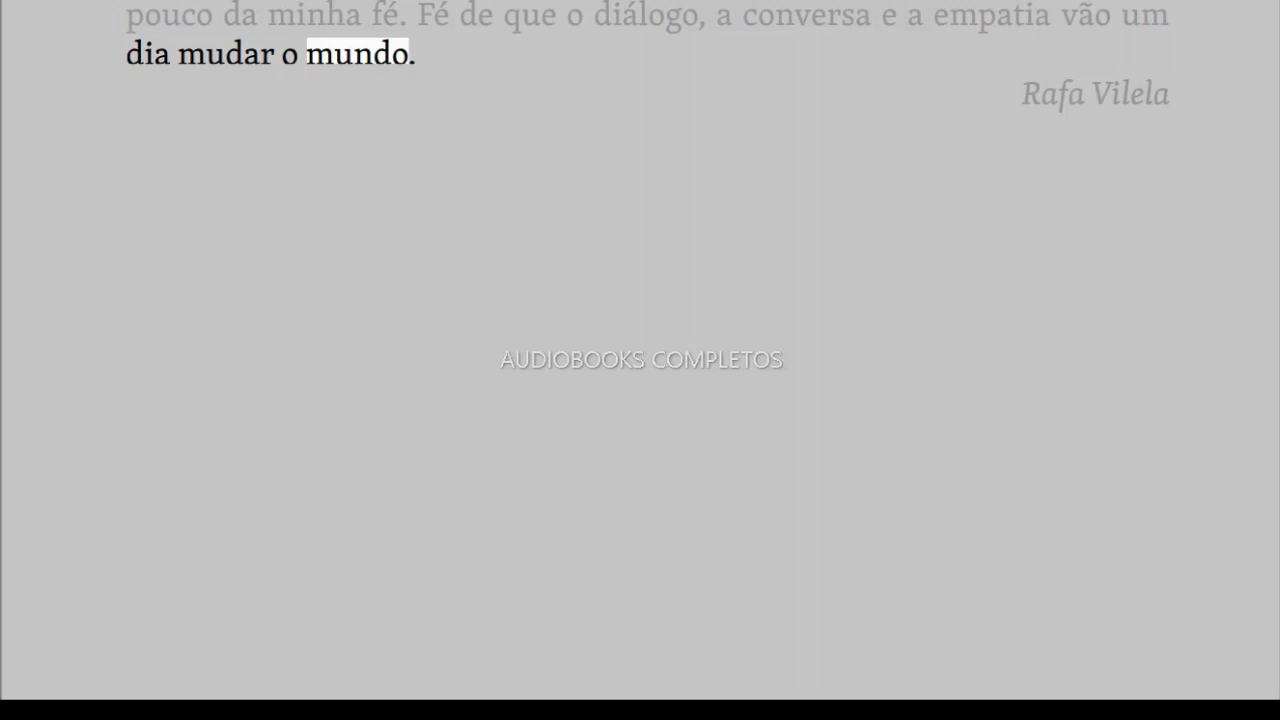 pouco da minha fé. Fé de que o diálogo, a conversa e a empatia vão um
dia mudar o mundo.
Rafa Vilela
AUDIOBOOKS COMPLETOS